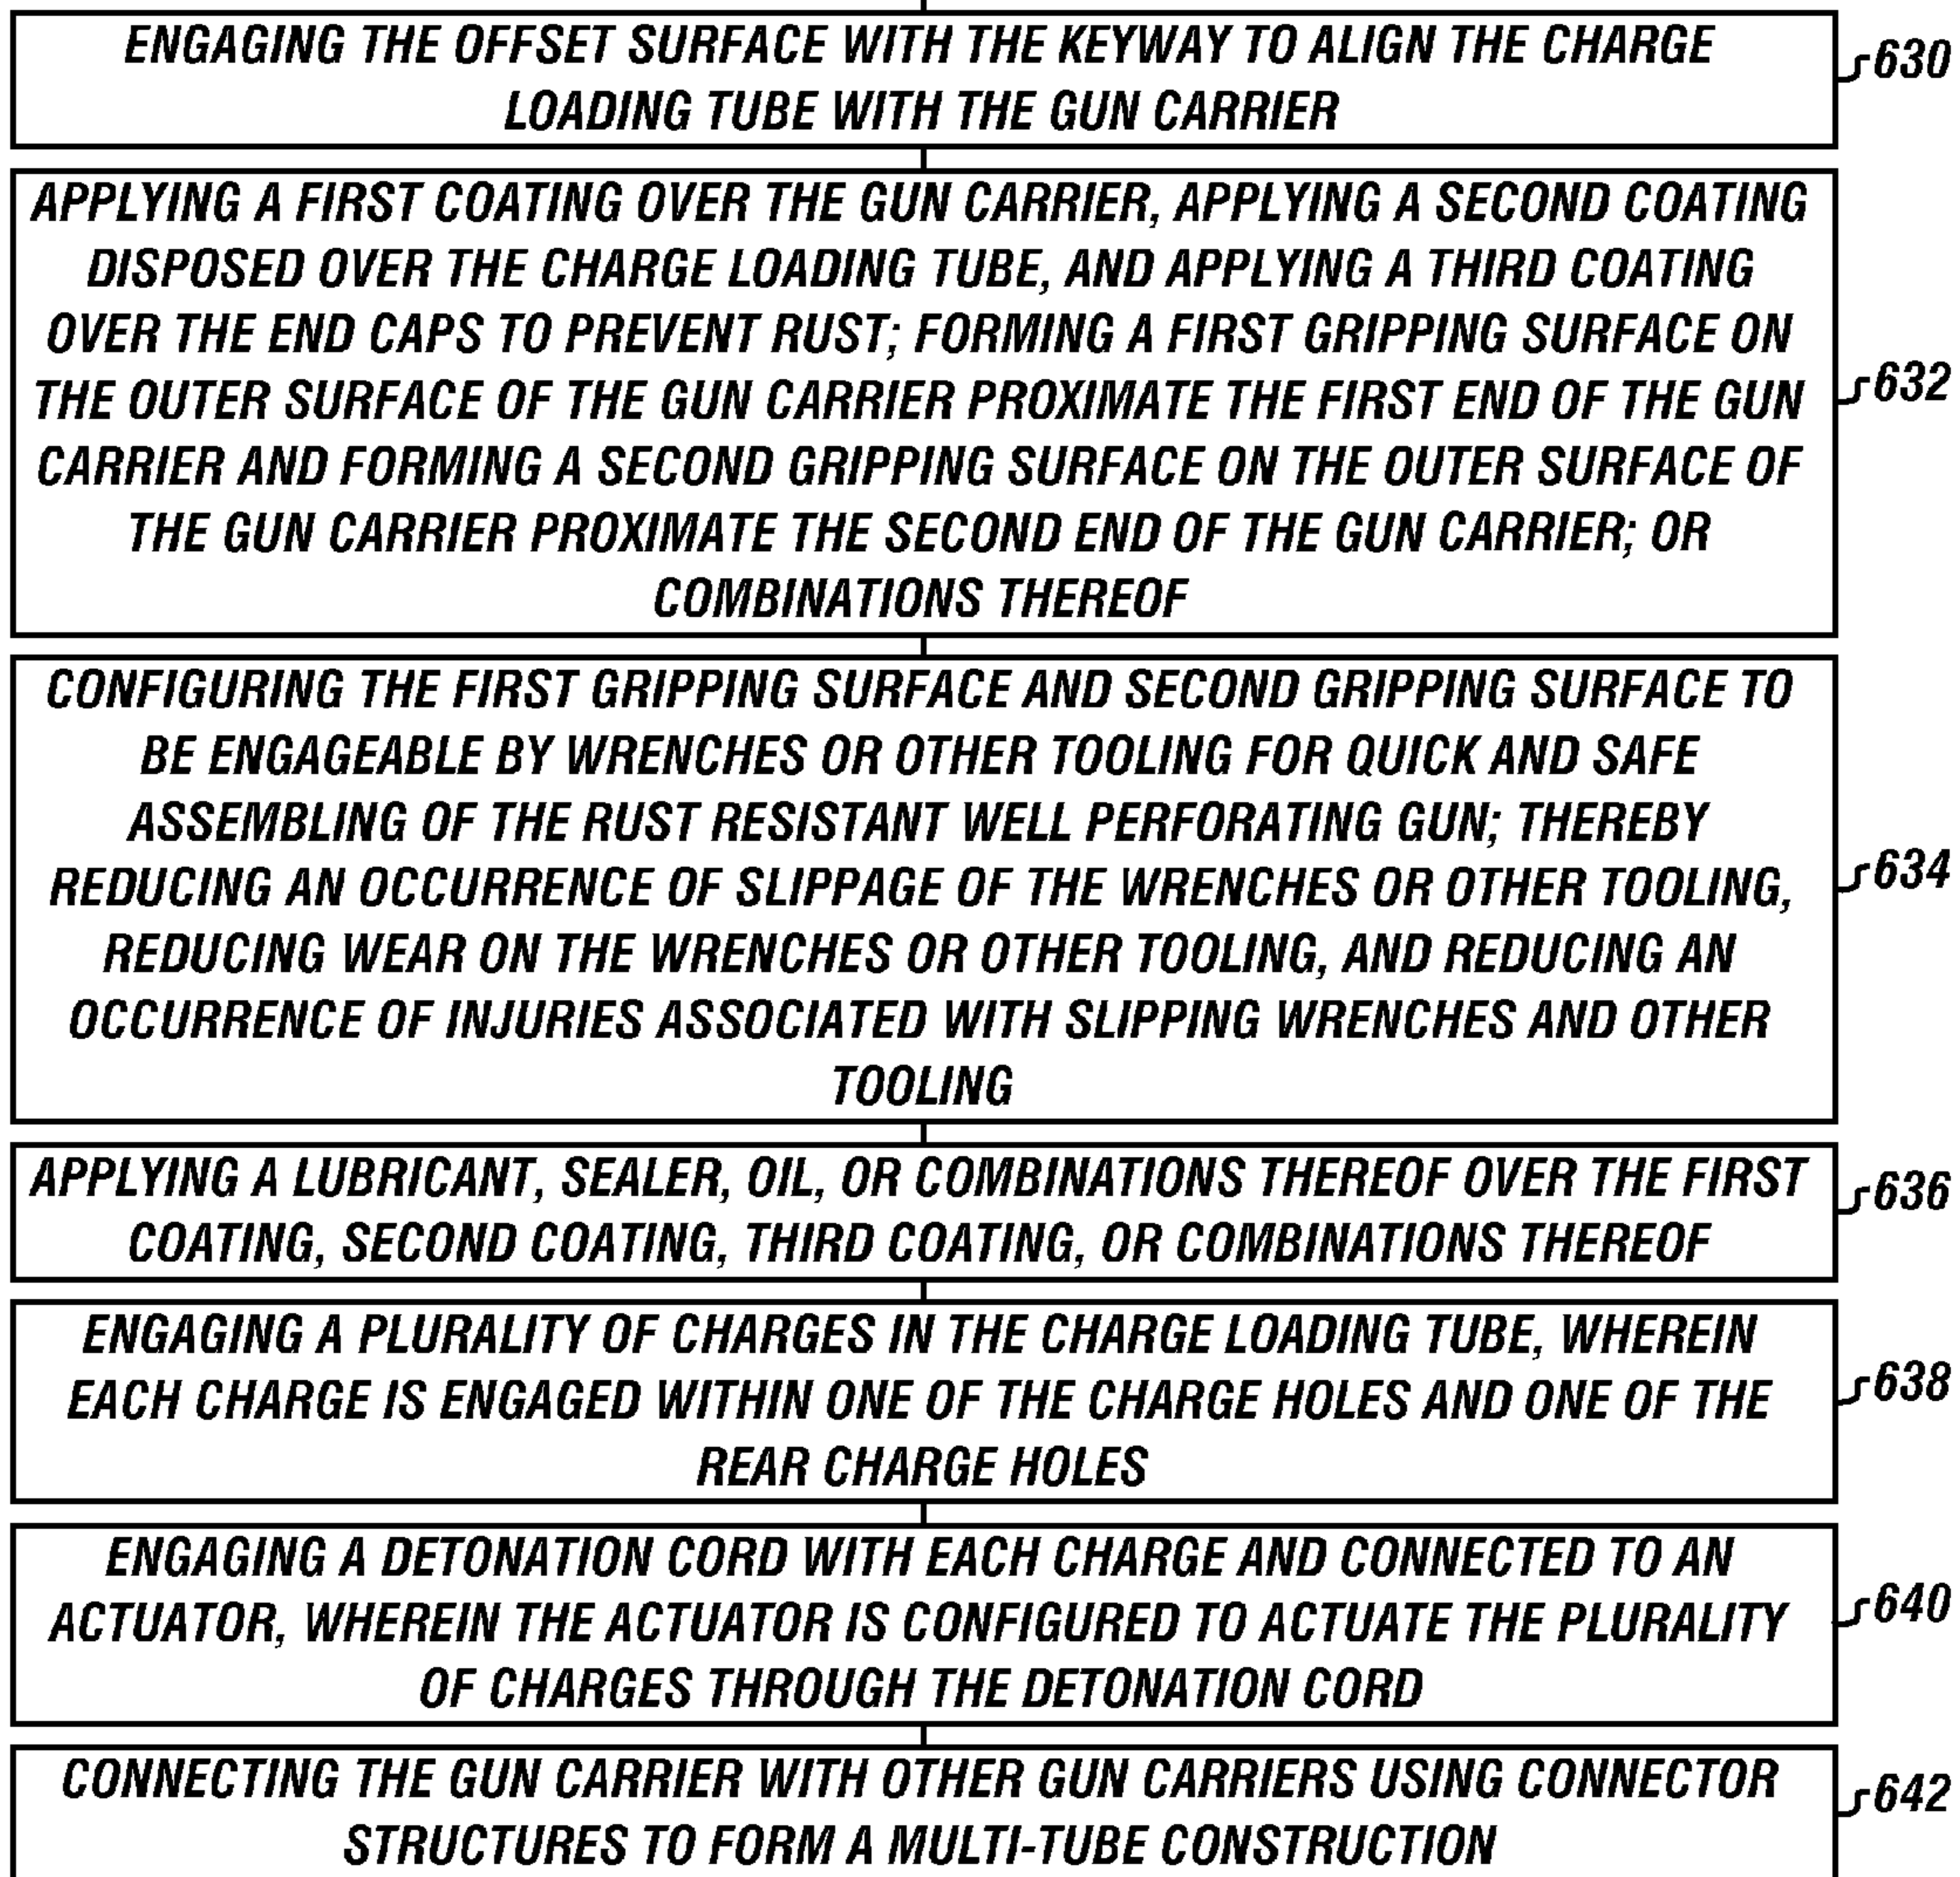 ENGAGING THE OFFSET SURFACE WITH THE KEYWAY TO ALIGN THE CHARGE
LOADING TUBE WITH THE GUN CARRIER
630
APPLYING A FIRST COATING OVER THE GUN CARRIER, APPLYING A SECOND COATING
DISPOSED OVER THE CHARGE LOADING TUBE, AND APPLYING A THIRD COATING
OVER THE END CAPS TO PREVENT RUST; FORMING A FIRST GRIPPING SURFACE ON
THE OUTER SURFACE OF THE GUN CARRIER PROXIMATE THE FIRST END OF THE GUN
CARRIER AND FORMING A SECOND GRIPPING SURFACE ON THE OUTER SURFACE OF
THE GUN CARRIER PROXIMATE THE SECOND END OF THE GUN CARRIER; OR
COMBINATIONS THEREOF
632
CONFIGURING THE FIRST GRIPPING SURFACE AND SECOND GRIPPING SURFACE TO
BE ENGAGEABLE BY WRENCHES OR OTHER TOOLING FOR QUICK AND SAFE
ASSEMBLING OF THE RUST RESISTANT WELL PERFORATING GUN; THEREBY
REDUCING AN OCCURRENCE OF SLIPPAGE OF THE WRENCHES OR OTHER TOOLING,
REDUCING WEAR ON THE WRENCHES OR OTHER TOOLING, AND REDUCING AN
OCCURRENCE OF INJURIES ASSOCIATED WITH SLIPPING WRENCHES AND OTHER
TOOLING
634
APPLYING A LUBRICANT, SEALER, OIL, OR COMBINATIONS THEREOF OVER THE FIRST
COATING, SECOND COATING, THIRD COATING, OR COMBINATIONS THEREOF
636
ENGAGING A PLURALITY OF CHARGES IN THE CHARGE LOADING TUBE, WHEREIN
EACH CHARGE IS ENGAGED WITHIN ONE OF THE CHARGE HOLES AND ONE OF THE
REAR CHARGE HOLES
638
ENGAGING A DETONATION CORD WITH EACH CHARGE AND CONNECTED TO AN
ACTUATOR, WHEREIN THE ACTUATOR IS CONFIGURED TO ACTUATE THE PLURALITY
OF CHARGES THROUGH THE DETONATION CORD
640
CONNECTING THE GUN CARRIER WITH OTHER GUN CARRIERS USING CONNECTOR
STRUCTURES TO FORM A MULTI-TUBE CONSTRUCTION
642